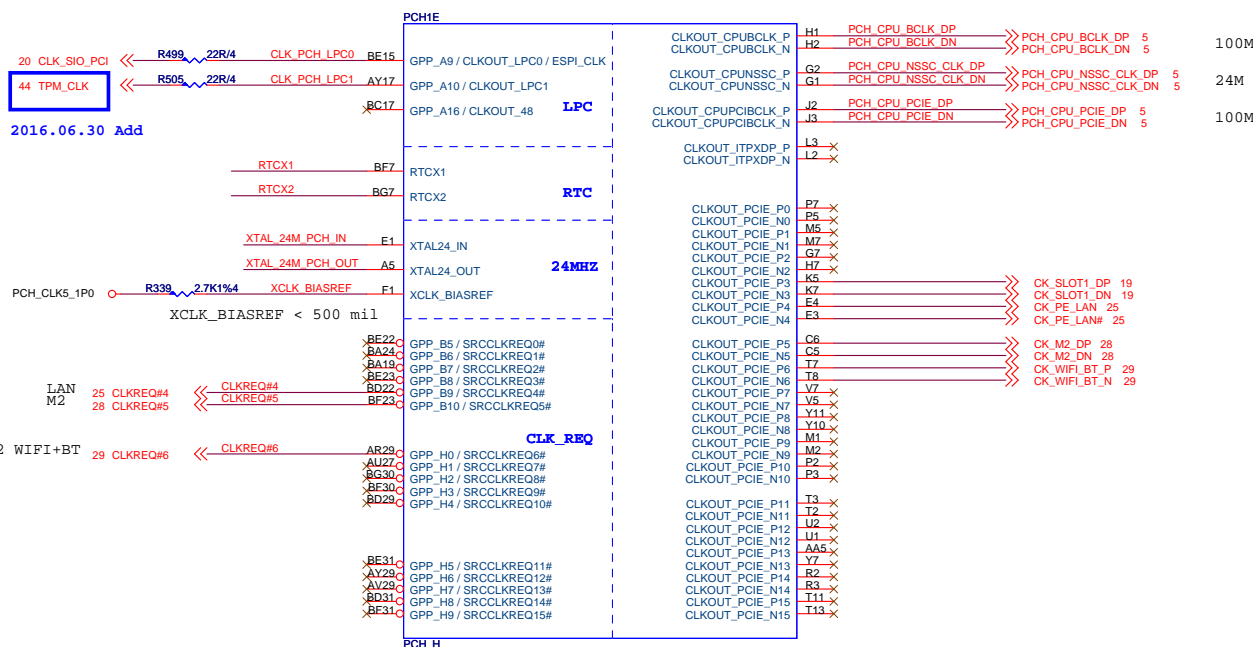 PCH1E
20 CLK_SIO_PCI R499 22R/4 CLK_PCH_LPC0 BE15 GPP_A9 / CLKOUT_LPC0 / ESPI_CLK
44 TPM_CLK R505 22R/4 CLK_PCH_LPC1 AY17 GPP_A10 / CLKOUT_LPC1
BC17 GPP_A16 / CLKOUT_48
LPC
2016.06.30 Add
RTCX1 BF7 RTCX1
RTCX2 BG7 RTCX2
RTC
XTAL_24M_PCH_IN E1 XTAL24_IN
XTAL_24M_PCH_OUT A5 XTAL24_OUT
24MHZ
PCH_CLK5_1P0 R339 2.7K1%4 XCLK_BIASREF F1 XCLK_BIASREF
XCLK_BIASREF < 500 mil
BE22 GPP_B5 / SRCCLKREQ0#
BA24 GPP_B6 / SRCCLKREQ1#
BA19 GPP_B7 / SRCCLKREQ2#
BE23 GPP_B8 / SRCCLKREQ3#
LAN 25 CLKREQ#4 CLKREQ#4 BD22 GPP_B9 / SRCCLKREQ4#
M2 28 CLKREQ#5 CLKREQ#5 BF23 GPP_B10 / SRCCLKREQ5#
CLK_REQ
2 WIFI+BT 29 CLKREQ#6 CLKREQ#6 AR29 GPP_H0 / SRCCLKREQ6#
AU27 GPP_H1 / SRCCLKREQ7#
BG30 GPP_H2 / SRCCLKREQ8#
BF30 GPP_H3 / SRCCLKREQ9#
BD29 GPP_H4 / SRCCLKREQ10#
BE31 GPP_H5 / SRCCLKREQ11#
AY29 GPP_H6 / SRCCLKREQ12#
AV29 GPP_H7 / SRCCLKREQ13#
BD31 GPP_H8 / SRCCLKREQ14#
BF31 GPP_H9 / SRCCLKREQ15#
PCH_H
CLKOUT_CPUBCLK_P H1 PCH_CPU_BCLK_DP PCH_CPU_BCLK_DP 5
CLKOUT_CPUBCLK_N H2 PCH_CPU_BCLK_DN PCH_CPU_BCLK_DN 5
100M
CLKOUT_CPUNSSC_P G2 PCH_CPU_NSSC_CLK_DP PCH_CPU_NSSC_CLK_DP 5
CLKOUT_CPUNSSC_N G1 PCH_CPU_NSSC_CLK_DN PCH_CPU_NSSC_CLK_DN 5
24M
CLKOUT_CPUPCIBCLK_P J2 PCH_CPU_PCIE_DP PCH_CPU_PCIE_DP 5
CLKOUT_CPUPCIBCLK_N J3 PCH_CPU_PCIE_DN PCH_CPU_PCIE_DN 5
100M
CLKOUT_ITPXDP_P L3
CLKOUT_ITPXDP_N L2
CLKOUT_PCIE_P0 P7
CLKOUT_PCIE_N0 P5
CLKOUT_PCIE_P1 M5
CLKOUT_PCIE_N1 M7
CLKOUT_PCIE_P2 G7
CLKOUT_PCIE_N2 H7
CLKOUT_PCIE_P3 K5 CK_SLOT1_DP 19
CLKOUT_PCIE_N3 K7 CK_SLOT1_DN 19
CLKOUT_PCIE_P4 E4 CK_PE_LAN 25
CLKOUT_PCIE_N4 E3 CK_PE_LAN# 25
CLKOUT_PCIE_P5 C6 CK_M2_DP 28
CLKOUT_PCIE_N5 C5 CK_M2_DN 28
CLKOUT_PCIE_P6 T7 CK_WIFI_BT_P 29
CLKOUT_PCIE_N6 T8 CK_WIFI_BT_N 29
CLKOUT_PCIE_P7 V7
CLKOUT_PCIE_N7 V5
CLKOUT_PCIE_P8 Y11
CLKOUT_PCIE_N8 Y10
CLKOUT_PCIE_P9 M1
CLKOUT_PCIE_N9 M2
CLKOUT_PCIE_P10 P2
CLKOUT_PCIE_N10 P3
CLKOUT_PCIE_P11 T3
CLKOUT_PCIE_N11 T2
CLKOUT_PCIE_P12 U2
CLKOUT_PCIE_N12 U1
CLKOUT_PCIE_P13 AA5
CLKOUT_PCIE_N13 Y7
CLKOUT_PCIE_P14 R2
CLKOUT_PCIE_N14 R3
CLKOUT_PCIE_P15 T11
CLKOUT_PCIE_N15 T13